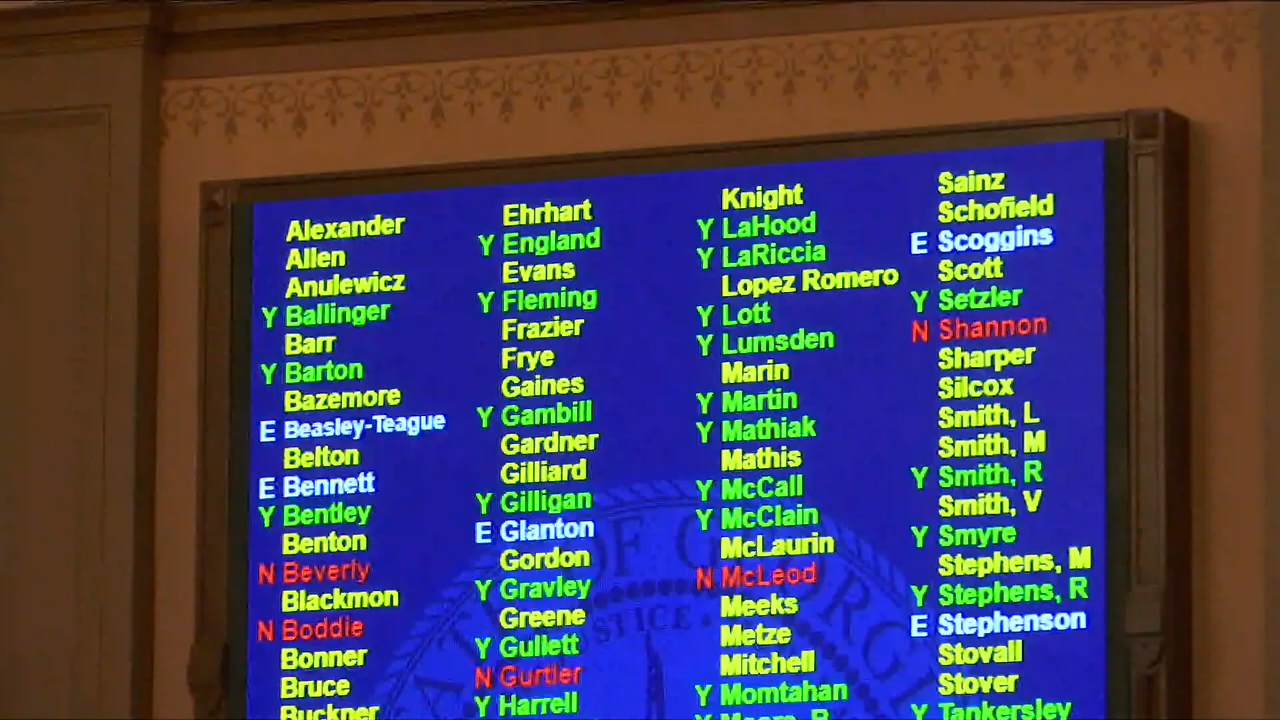 Alexander
Allen
Anulewicz
Y Ballinger
Barr
Y Barton
Bazemore
E Beasley-Teague
Belton
E Bennett
Y Bentley
Benton
N Beverly
Blackmon
N Boddie
Bonner
Bruce
Buckner
Ehrhart
Y England
Evans
Y Fleming
Frazier
Frye
Gaines
Y Gambill
Gardner
Gilliard
Y Gilligan
E Glanton
Gordon
Y Gravley
Greene
Y Gullett
N Gurtler
Y Harrell
Knight
Y LaHood
Y LaRiccia
Lopez Romero
Y Lott
Y Lumsden
Marin
Y Martin
Y Mathiak
Mathis
Y McCall
Y McClain
McLaurin
N McLeod
Meeks
Metze
Mitchell
Y Momtahan
Sainz
Schofield
E Scoggins
Scott
Y Setzler
N Shannon
Sharper
Silcox
Smith, L
Smith, M
Y Smith, R
Smith, V
Y Smyre
Stephens, M
Y Stephens, R
E Stephenson
Stovall
Stover
Y Tankersley